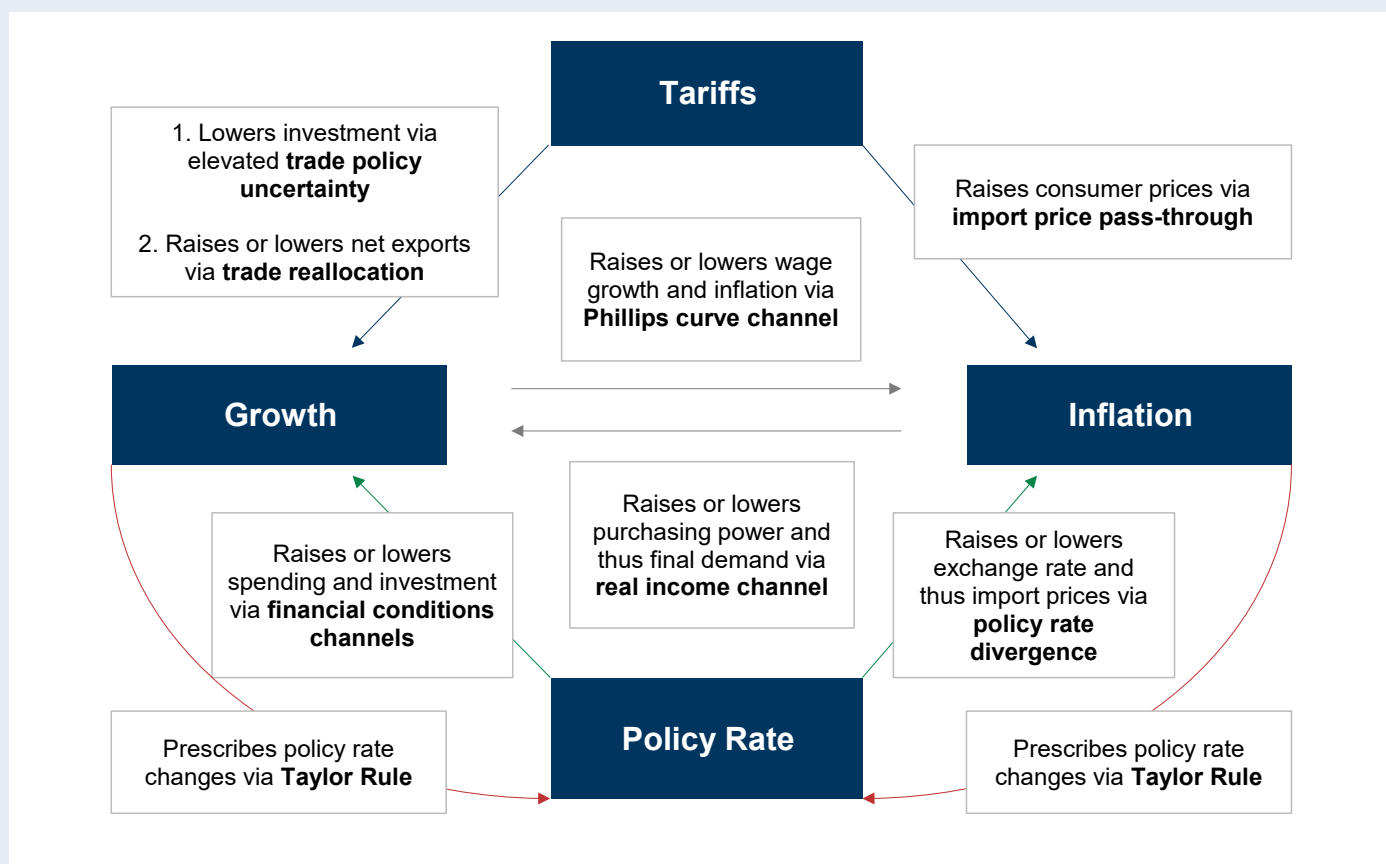 Tariffs
1. Lowers investment via
elevated trade policy
uncertainty
2. Raises or lowers net exports
via trade reallocation
Raises consumer prices via
import price pass-through
Raises or lowers wage
growth and inflation via
Phillips curve channel
Growth
Inflation
Raises or lowers
spending and investment
via financial conditions
channels
Raises or lowers
purchasing power and
thus final demand via
real income channel
Raises or lowers
exchange rate and
thus import prices via
policy rate
divergence
Policy Rate
Prescribes policy rate
changes via Taylor Rule
Prescribes policy rate
changes via Taylor Rule